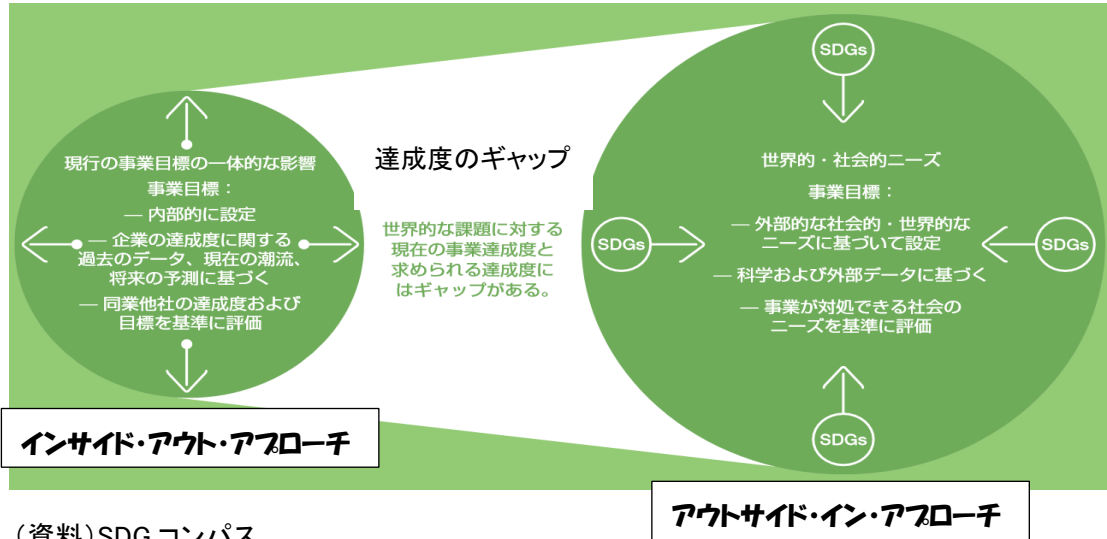 現行の事業目標の一体的な影響
事業目標：
— 内部的に設定
— 企業の達成度に関する
過去のデータ、現在の潮流、
将来の予測に基づく
— 同業他社の達成度および
目標を基準に評価
インサイド・アウト・アプローチ
達成度のギャップ
世界的な課題に対する
現在の事業達成度と
求められる達成度に
はギャップがある。
SDGs
世界的・社会的ニーズ
事業目標：
— 外部的な社会的・世界的な
ニーズに基づいて設定
SDGs
SDGs
— 科学および外部データに基づく
— 事業が対処できる社会の
ニーズを基準に評価
SDGs
アウトサイド・イン・アプローチ
(資料)SDG コンパス